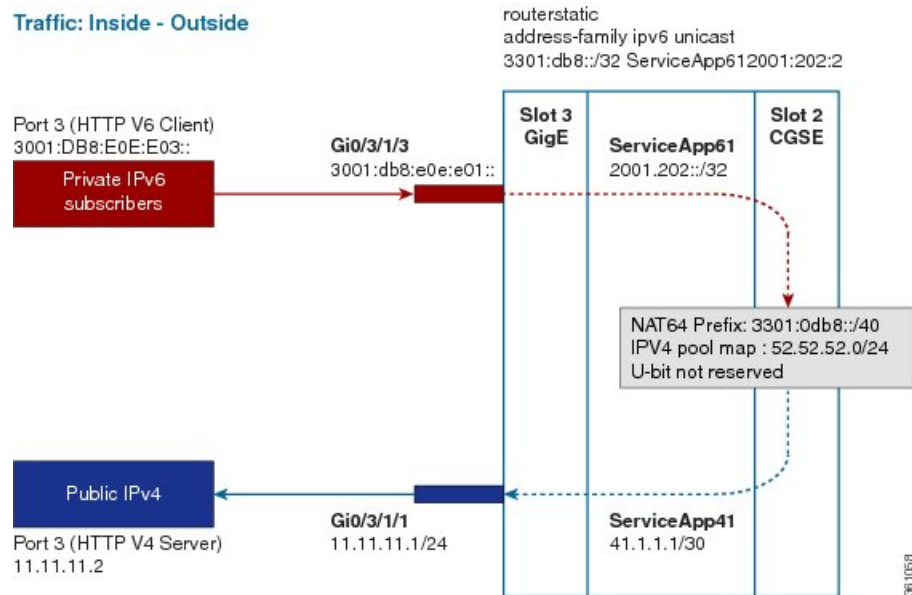 Traffic: Inside - Outside
routerstatic
address-family ipv6 unicast
3301:db8::/32 ServiceApp612001:202:2
Port 3 (HTTP V6 Client)
3001:DB8:E0E:E03::
Private IPv6
subscribers
Gi0/3/1/3
3001:db8:e0e:e01::
Slot 3
GigE
ServiceApp61
2001.202::/32
Slot 2
CGSE
NAT64 Prefix: 3301:0db8::/40
IPV4 pool map : 52.52.52.0/24
U-bit not reserved
Public IPv4
Port 3 (HTTP V4 Server)
11.11.11.2
Gi0/3/1/1
11.11.11.1/24
ServiceApp41
41.1.1.1/30
361058